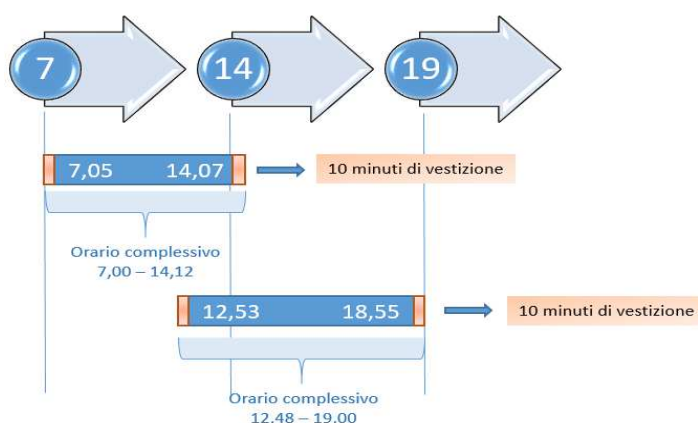 7 14 19
7,05 14,07
10 minuti di vestizione
Orario complessivo
7,00 – 14,12
12,53 18,55
10 minuti di vestizione
Orario complessivo
12,48 – 19,00